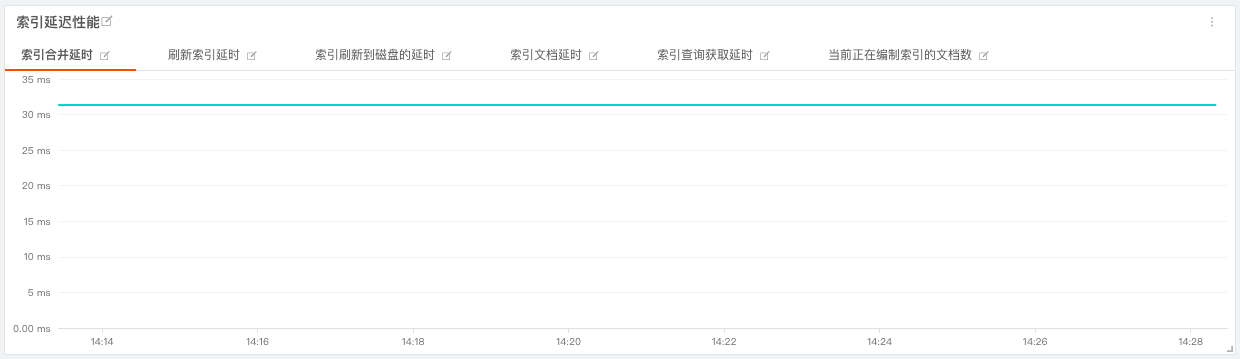 索引延迟性能
索引合并延时 刷新索引延时 索引刷新到磁盘的延时 索引文档延时 索引查询获取延时 当前正在编制索引的文档数
35 ms
30 ms
25 ms
20 ms
15 ms
10 ms
5 ms
0.00 ms
14:14 14:16 14:18 14:20 14:22 14:24 14:26 14:28